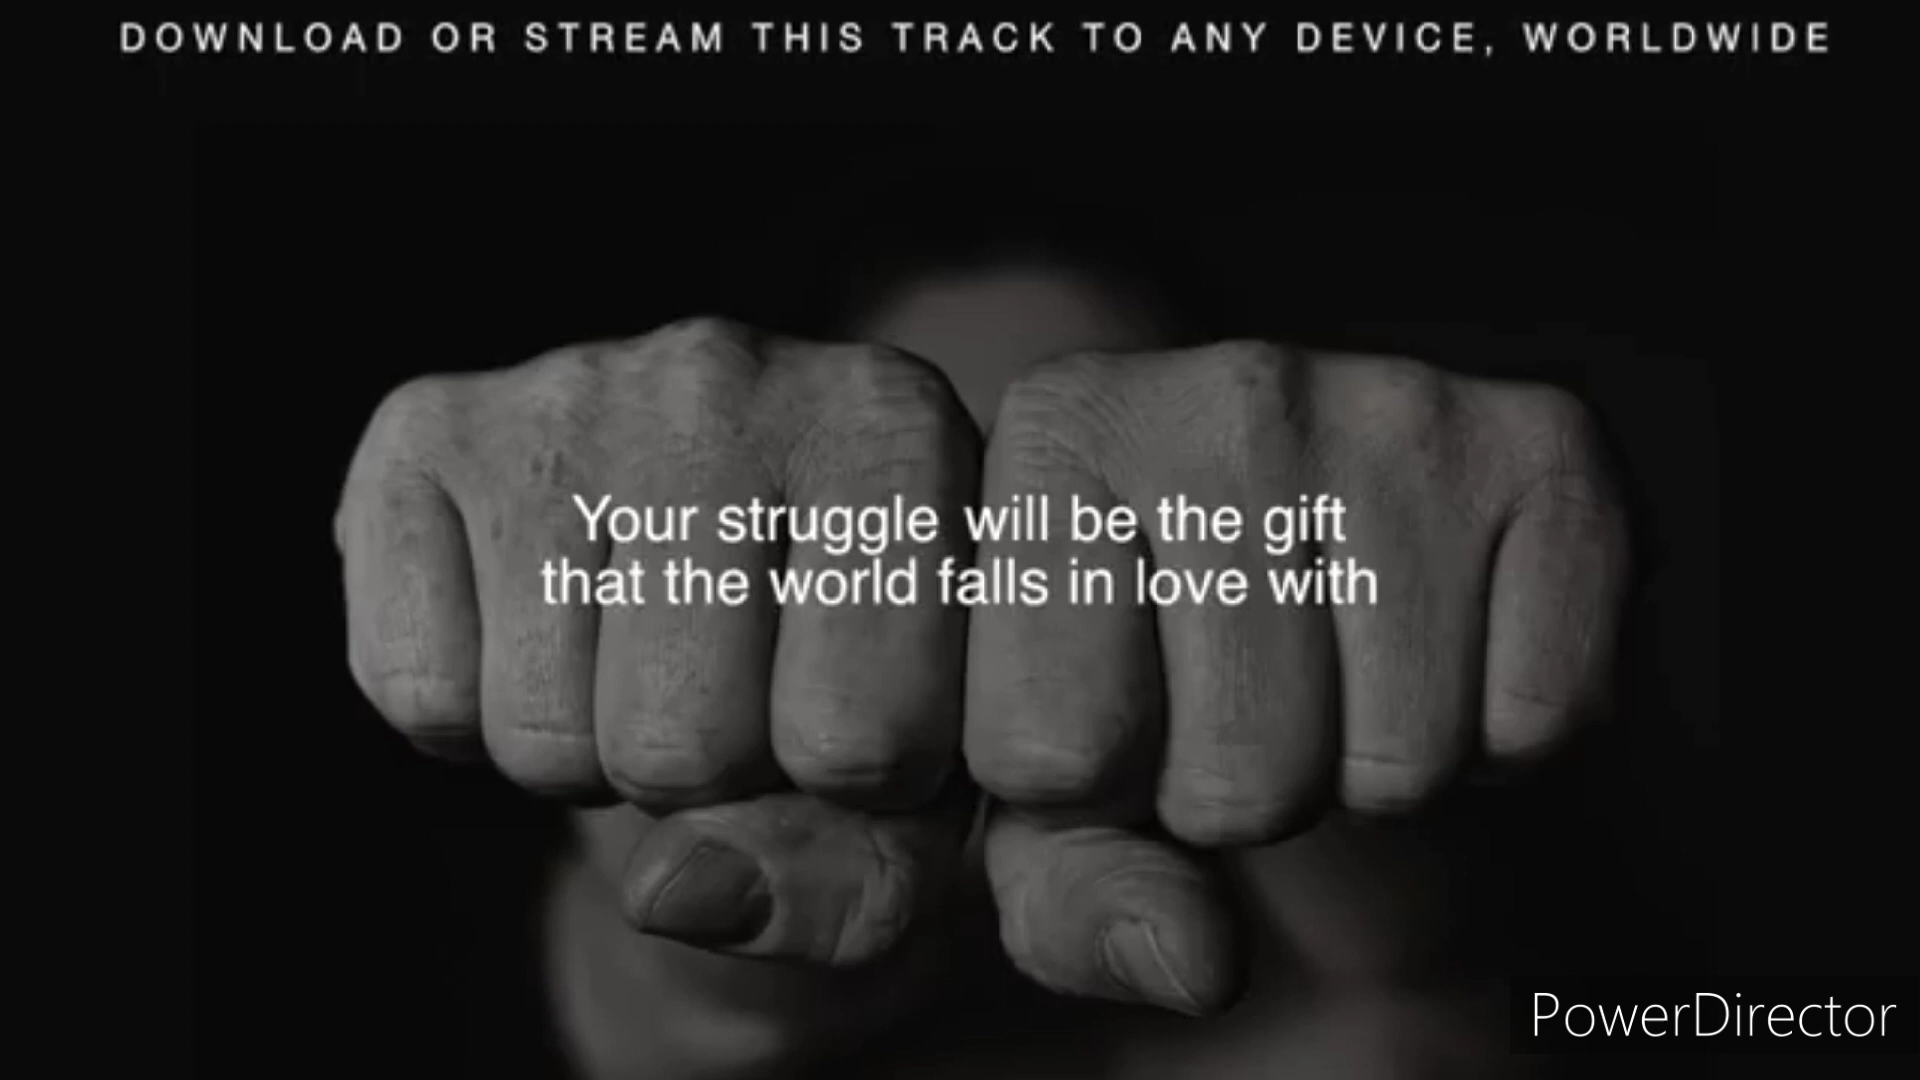 DOWNLOAD OR STREAM THIS TRACK TO ANY DEVICE, WORLDWIDE
Your struggle will be the gift
that the world falls in love with
PowerDirector